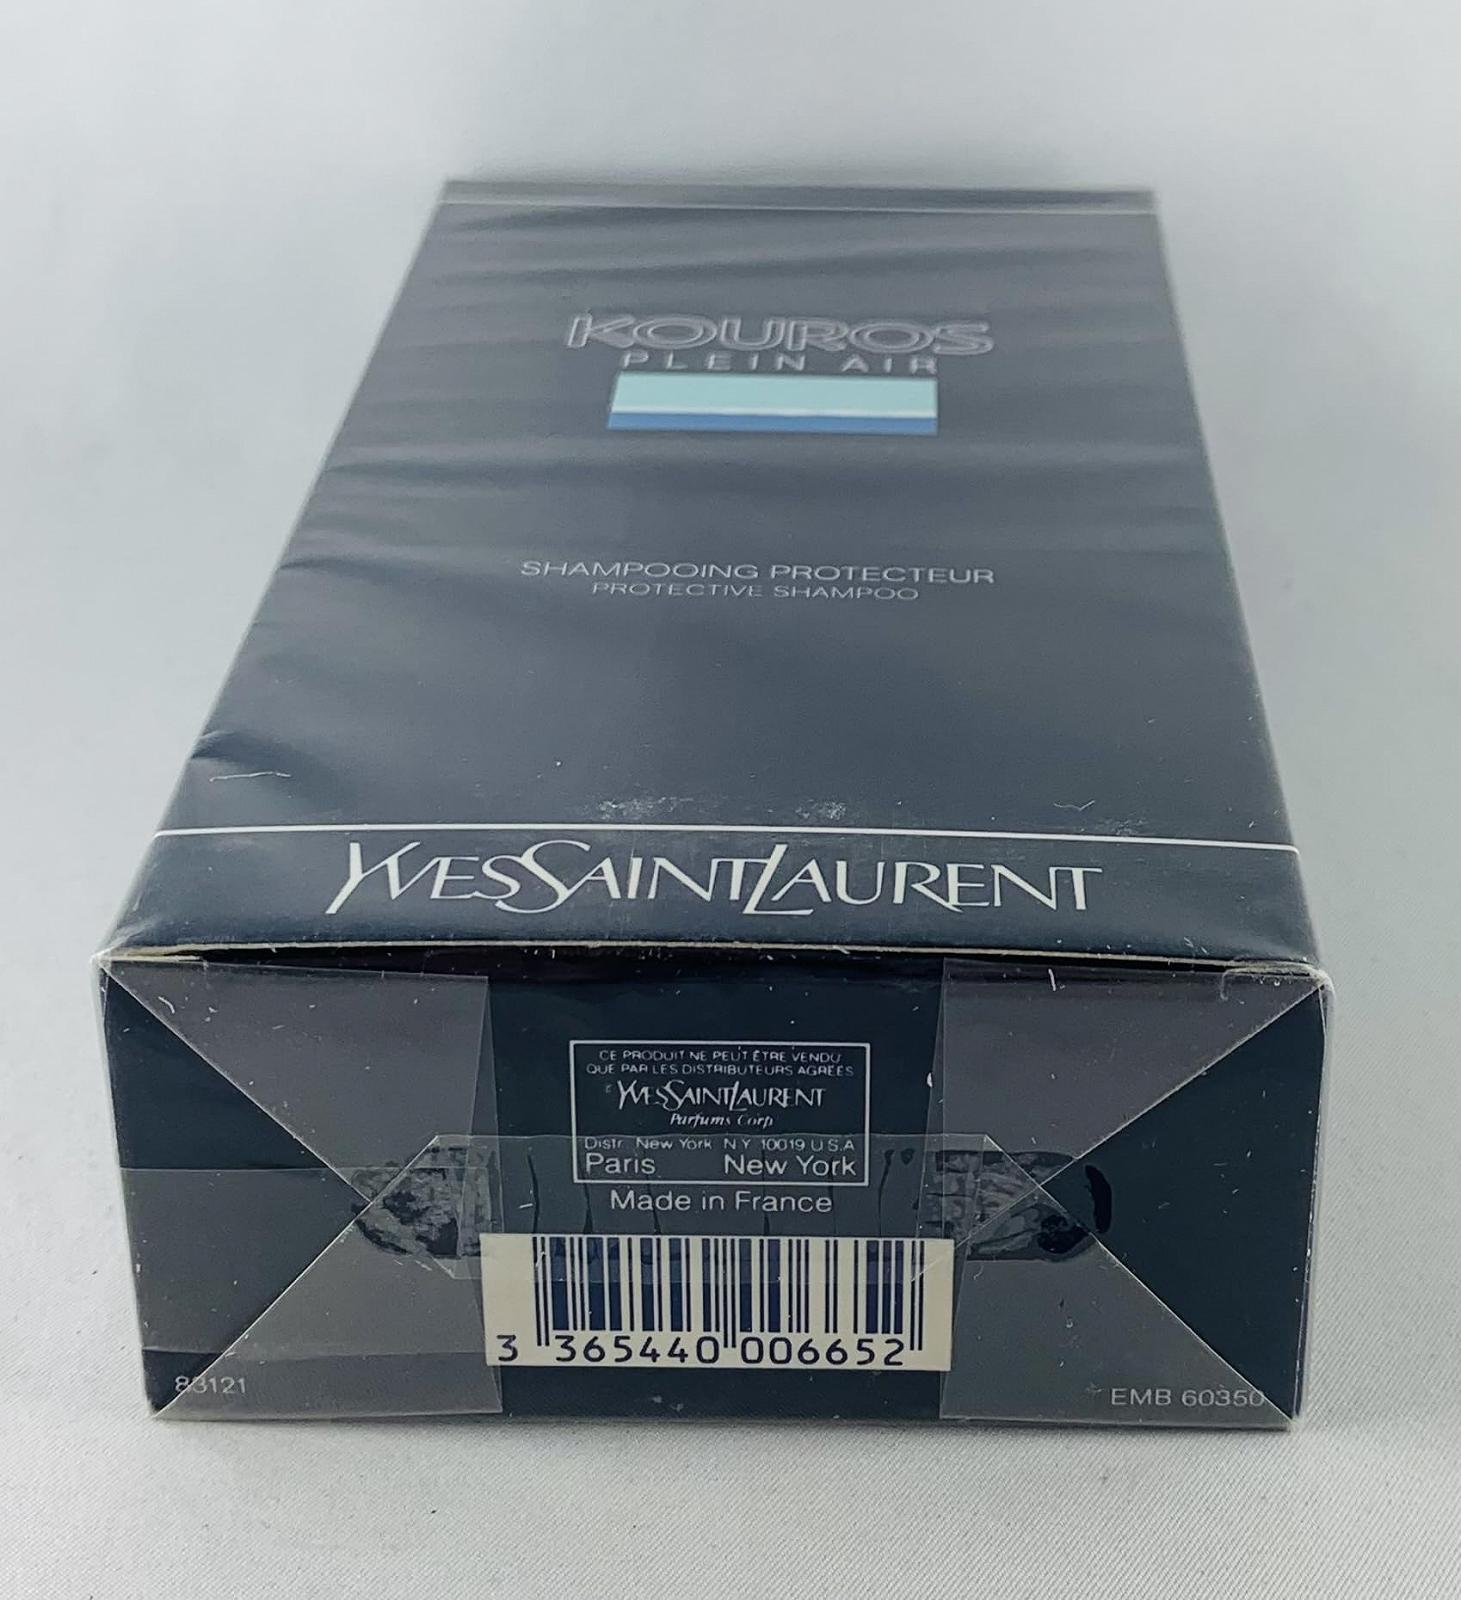 KOUROS
PLEIN AIR
SHAMPOOING PROTECTEUR
PROTECTIVE SHAMPOO
YVESSAINTLAURENT
CE PRODUIT NE PEUT ÊTRE VENDU
QUE PAR LES DISTRIBUTEURS AGRÉÉS
YVESSAINTLAURENT
Parfums Corp
Distr. New York N Y 10019 U S A
Paris New York
Made in France
3 365440 006652
83121 EMB 60350